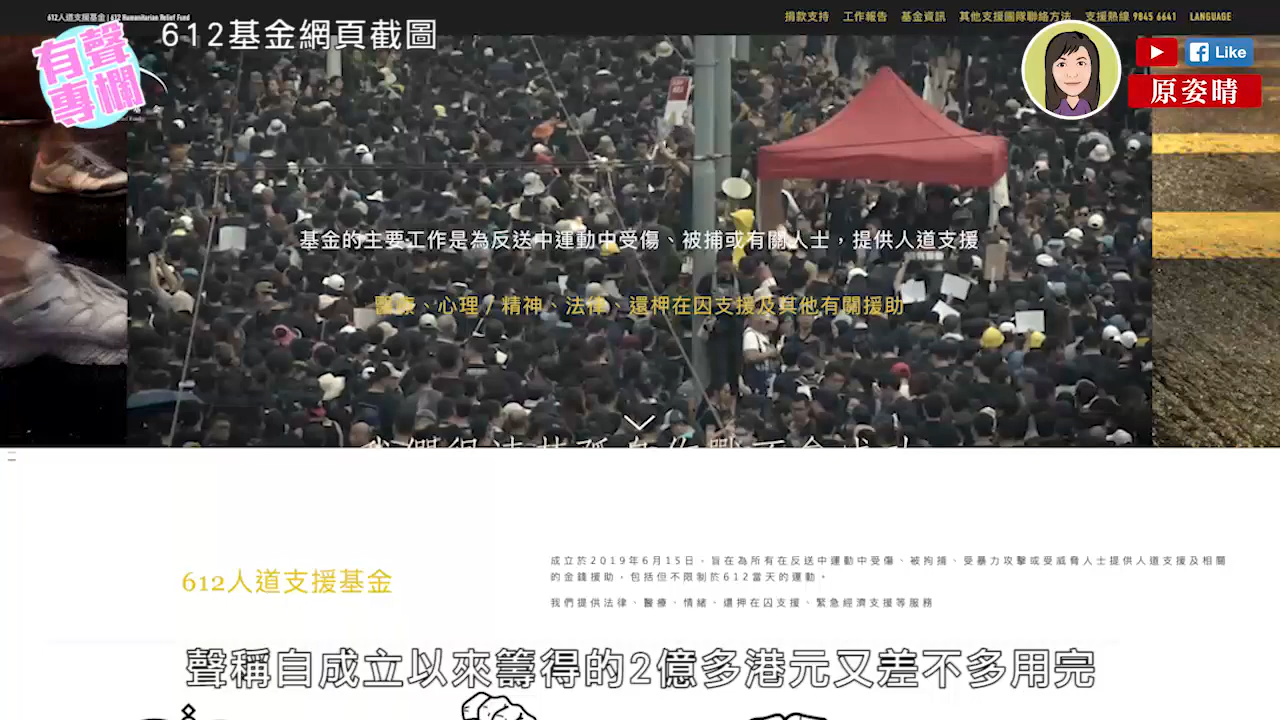 612人道支援基金 | 612 Humanitarian Relief Fund
捐款支持 工作報告 基金資訊 其他支援團隊聯絡方法 支援熱線 9845 6641 LANGUAGE
612基金網頁截圖
有聲
專欄
Like
原姿晴
基金的主要工作是為反送中運動中受傷、被捕或有關人士，提供人道支援
醫療、心理 / 精神、法律、還柙在囚支援及其他有關援助
612人道支援基金
成立於2019年6月15日，旨在為所有在反送中運動中受傷、被拘捕、受暴力攻擊或受威脅人士提供人道支援及相關
的金錢援助，包括但不限制於612當天的運動。
我們提供法律、醫療、情緒、還押在囚支援、緊急經濟支援等服務
聲稱自成立以來籌得的2億多港元又差不多用完